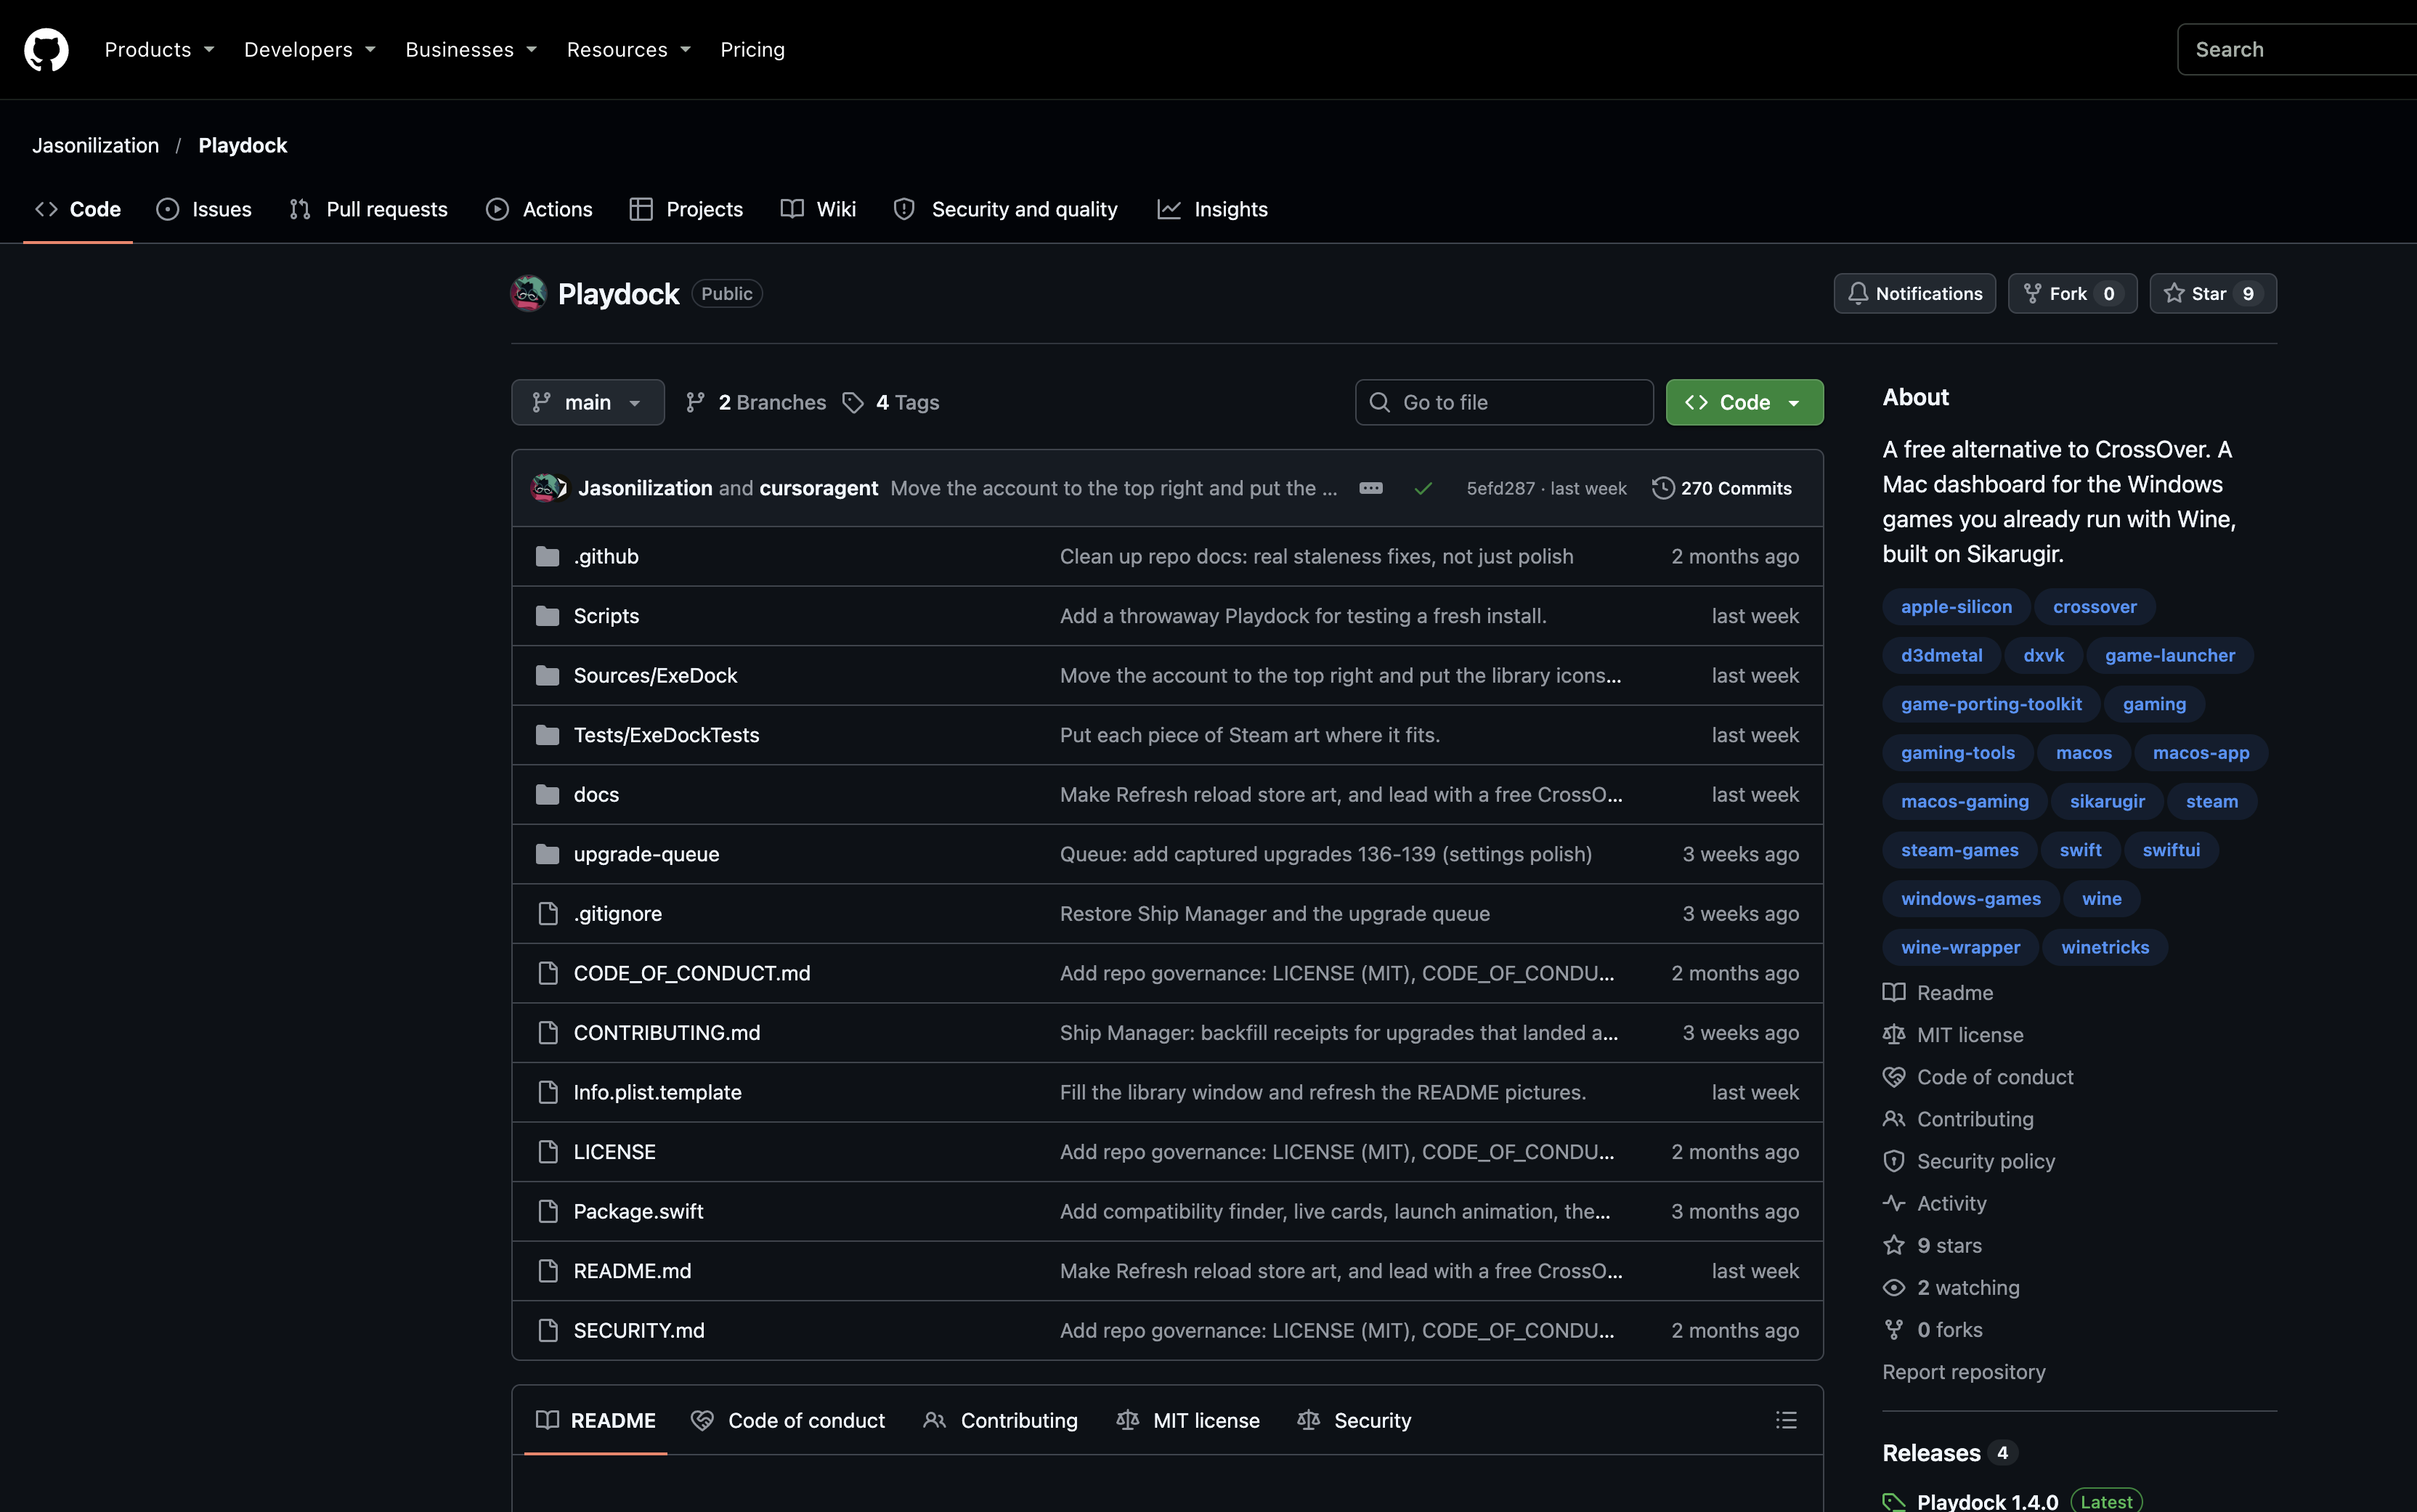 Products Developers Businesses Resources Pricing Search
Jasonilization / Playdock
Code Issues Pull requests Actions Projects Wiki Security and quality Insights
Playdock Public Notifications Fork 0 Star 9
main 2 Branches 4 Tags Go to file Code
Jasonilization and cursoragent Move the account to the top right and put the ... 5efd287 · last week 270 Commits
.github Clean up repo docs: real staleness fixes, not just polish 2 months ago
Scripts Add a throwaway Playdock for testing a fresh install. last week
Sources/ExeDock Move the account to the top right and put the library icons... last week
Tests/ExeDockTests Put each piece of Steam art where it fits. last week
docs Make Refresh reload store art, and lead with a free CrossO... last week
upgrade-queue Queue: add captured upgrades 136-139 (settings polish) 3 weeks ago
.gitignore Restore Ship Manager and the upgrade queue 3 weeks ago
CODE_OF_CONDUCT.md Add repo governance: LICENSE (MIT), CODE_OF_CONDU... 2 months ago
CONTRIBUTING.md Ship Manager: backfill receipts for upgrades that landed a... 3 weeks ago
Info.plist.template Fill the library window and refresh the README pictures. last week
LICENSE Add repo governance: LICENSE (MIT), CODE_OF_CONDU... 2 months ago
Package.swift Add compatibility finder, live cards, launch animation, the... 3 months ago
README.md Make Refresh reload store art, and lead with a free CrossO... last week
SECURITY.md Add repo governance: LICENSE (MIT), CODE_OF_CONDU... 2 months ago
README Code of conduct Contributing MIT license Security
About
A free alternative to CrossOver. A
Mac dashboard for the Windows
games you already run with Wine,
built on Sikarugir.
apple-silicon crossover
d3dmetal dxvk game-launcher
game-porting-toolkit gaming
gaming-tools macos macos-app
macos-gaming sikarugir steam
steam-games swift swiftui
windows-games wine
wine-wrapper winetricks
Readme
MIT license
Code of conduct
Contributing
Security policy
Activity
9 stars
2 watching
0 forks
Report repository
Releases 4
Playdock 1.4.0 Latest